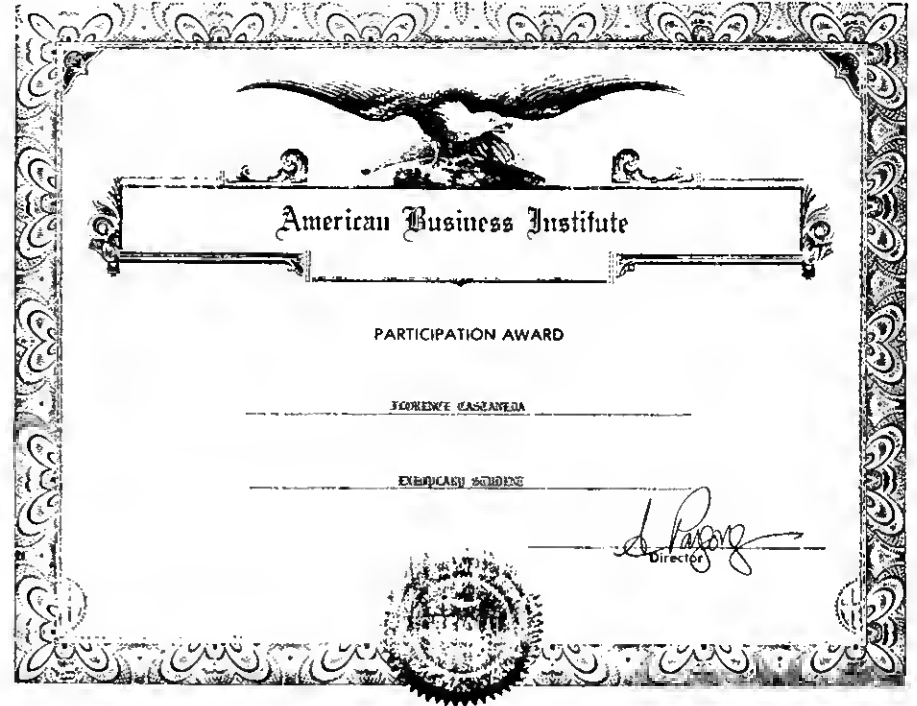 American Business Institute
PARTICIPATION AWARD
FLORENCE CASTANEDA
EXEMPLARY STUDENT
Director